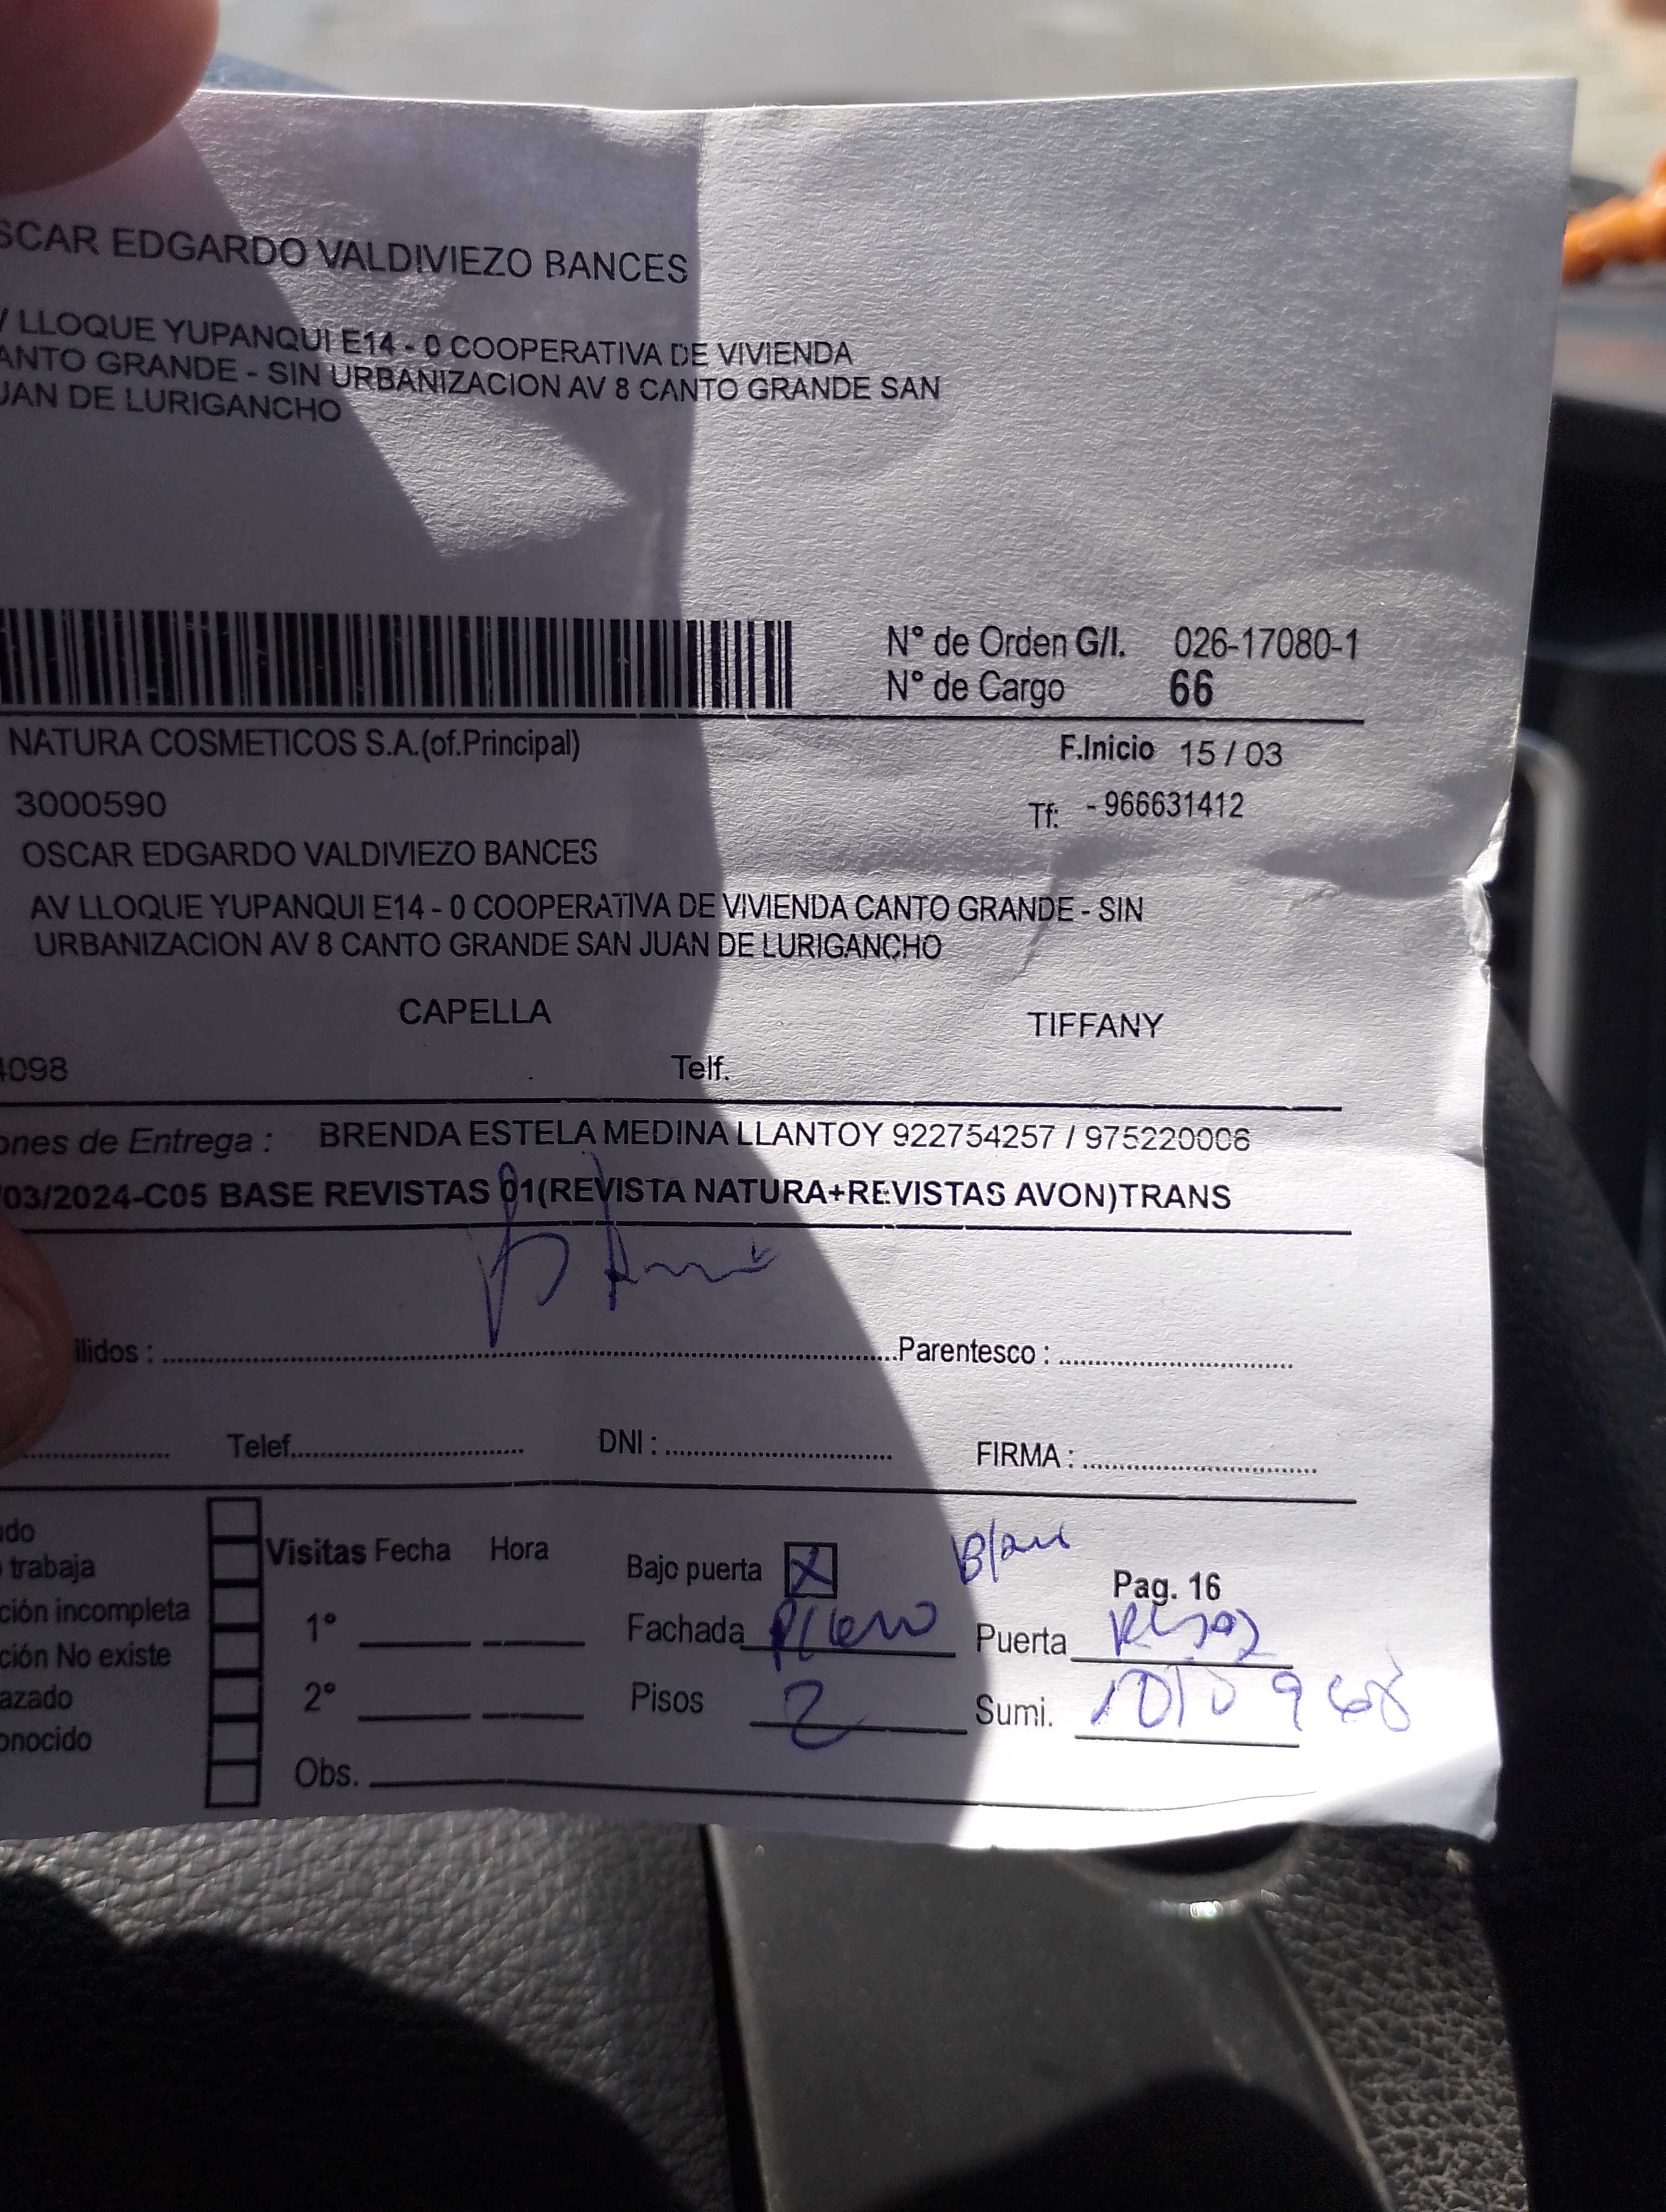 SCAR EDGARDO VALDIVIEZO BANCES
/ LLOQUE YUPANQUI E14 - 0 COOPERATIVA DE VIVIENDA
ANTO GRANDE - SIN URBANIZACION AV 8 CANTO GRANDE SAN
JUAN DE LURIGANCHO
N° de Orden G/I. 026-17080-1
N° de Cargo 66
NATURA COSMETICOS S.A.(of.Principal)
F.Inicio 15 / 03
3000590
Tf: - 966631412
OSCAR EDGARDO VALDIVIEZO BANCES
AV LLOQUE YUPANQUI E14 - 0 COOPERATIVA DE VIVIENDA CANTO GRANDE - SIN
URBANIZACION AV 8 CANTO GRANDE SAN JUAN DE LURIGANCHO
CAPELLA TIFFANY
4098 Telf.
ones de Entrega : BRENDA ESTELA MEDINA LLANTOY 922754257 / 975220006
/03/2024-C05 BASE REVISTAS 01(REVISTA NATURA+REVISTAS AVON)TRANS
llidos : Parentesco :
Telef. DNI : FIRMA :
ado
trabaja
ción incompleta
ción No existe
azado
onocido
Visitas Fecha Hora
1°
2°
Obs.
Bajo puerta X
Pag. 16
Fachada Puerta
Pisos 2 Sumi.